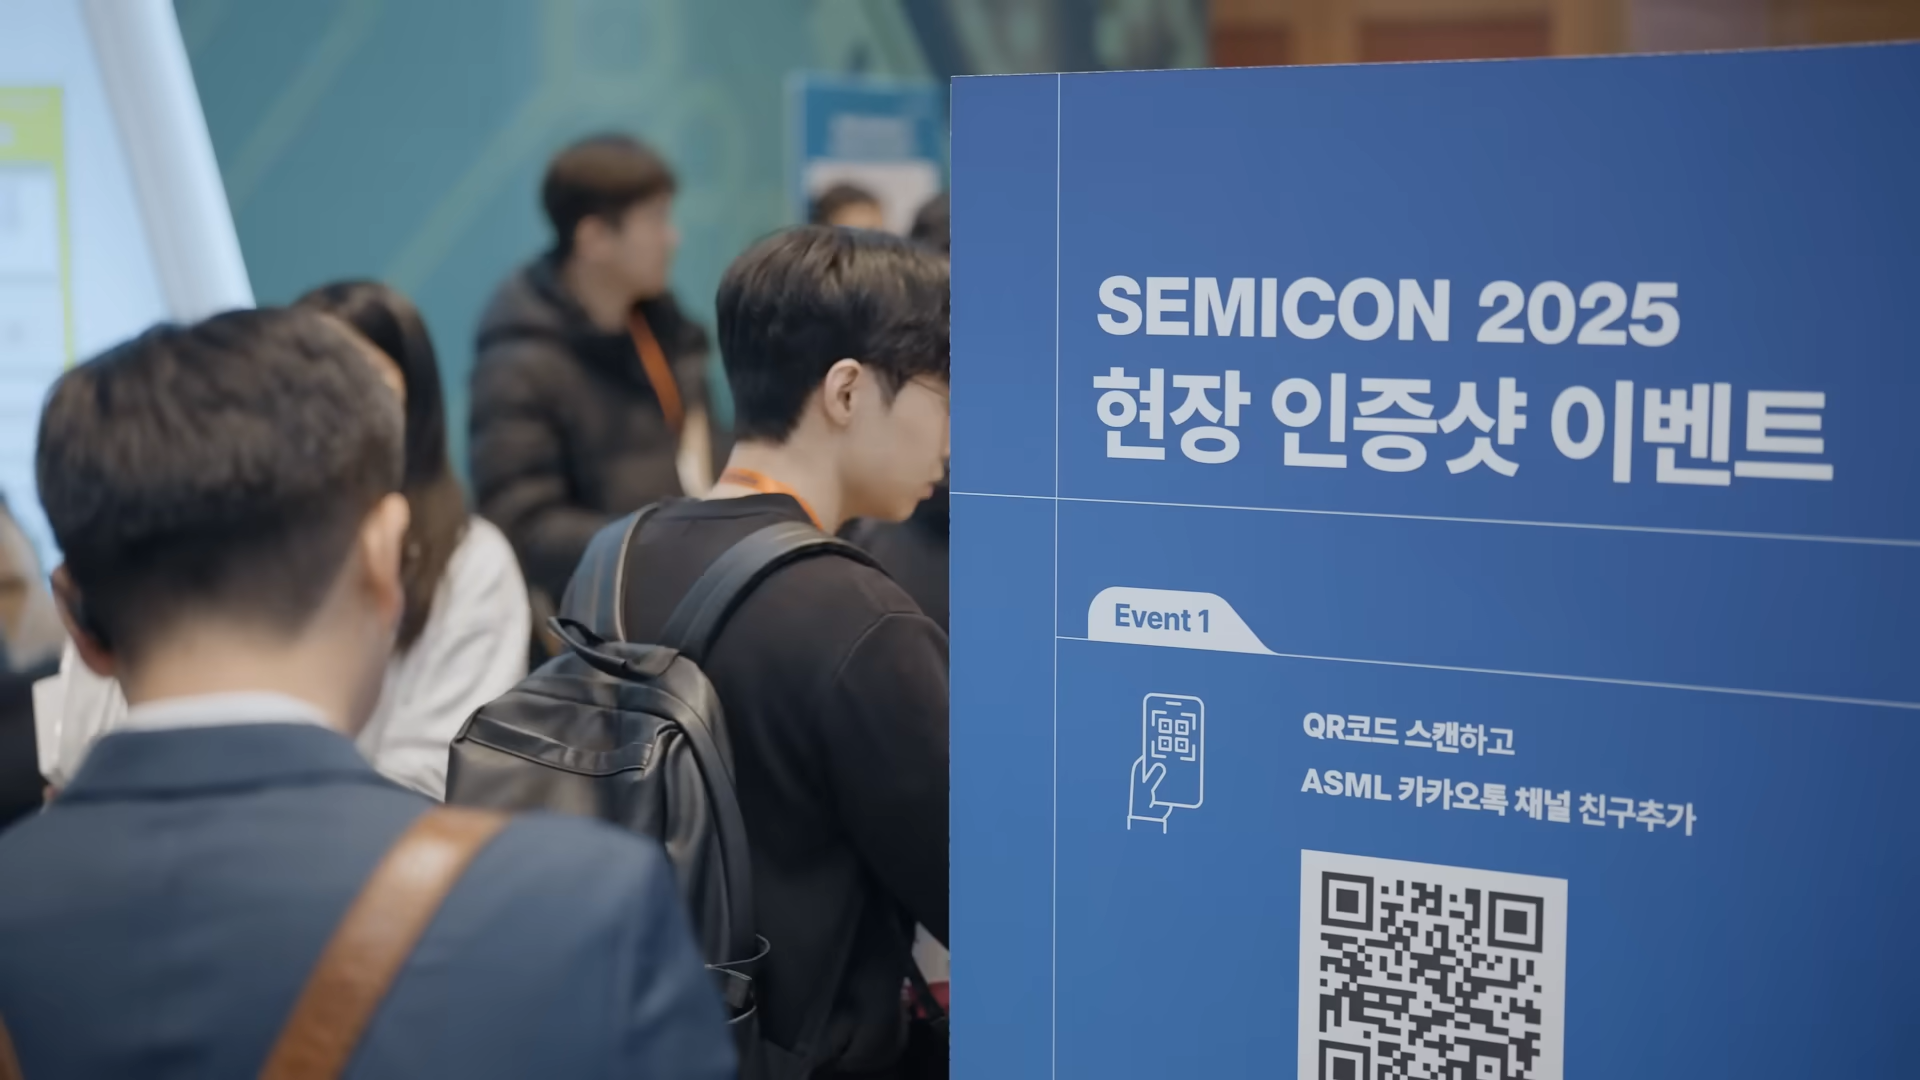 SEMICON 2025
현장 인증샷 이벤트
Event 1
QR코드 스캔하고
ASML 카카오톡 채널 친구추가